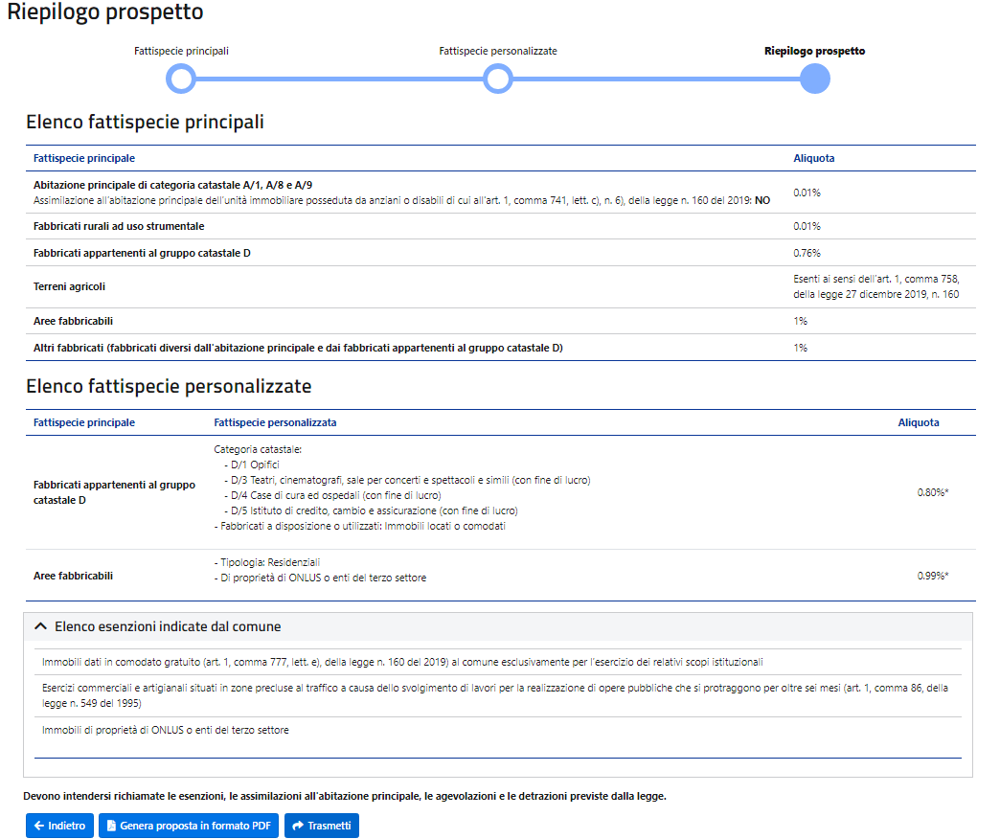 Riepilogo prospetto
Fattispecie principali
Fattispecie personalizzate
Riepilogo prospetto
Elenco fattispecie principali
Fattispecie principale
Aliquota
Abitazione principale di categoria catastale A/1, A/8 e A/9
Assimilazione all'abitazione principale dell'unità immobiliare posseduta da anziani o disabili di cui all'art. 1, comma 741, lett. c), n. 6), della legge n. 160 del 2019: NO
0.01%
Fabbricati rurali ad uso strumentale
0.01%
Fabbricati appartenenti al gruppo catastale D
0.76%
Terreni agricoli
Esenti ai sensi dell'art. 1, comma 758,
della legge 27 dicembre 2019, n. 160
Aree fabbricabili
1%
Altri fabbricati (fabbricati diversi dall'abitazione principale e dai fabbricati appartenenti al gruppo catastale D)
1%
Elenco fattispecie personalizzate
Fattispecie principale
Fattispecie personalizzata
Aliquota
Fabbricati appartenenti al gruppo
catastale D
Categoria catastale:
- D/1 Opifici
- D/3 Teatri, cinematografi, sale per concerti e spettacoli e simili (con fine di lucro)
- D/4 Case di cura ed ospedali (con fine di lucro)
- D/5 Istituto di credito, cambio e assicurazione (con fine di lucro)
- Fabbricati a disposizione o utilizzati: Immobili locati o comodati
0.80%*
Aree fabbricabili
- Tipologia: Residenziali
- Di proprietà di ONLUS o enti del terzo settore
0.99%*
Elenco esenzioni indicate dal comune
Immobili dati in comodato gratuito (art. 1, comma 777, lett. e), della legge n. 160 del 2019) al comune esclusivamente per l'esercizio dei relativi scopi istituzionali
Esercizi commerciali e artigianali situati in zone precluse al traffico a causa dello svolgimento di lavori per la realizzazione di opere pubbliche che si protraggono per oltre sei mesi (art. 1, comma 86, della
legge n. 549 del 1995)
Immobili di proprietà di ONLUS o enti del terzo settore
Devono intendersi richiamate le esenzioni, le assimilazioni all'abitazione principale, le agevolazioni e le detrazioni previste dalla legge.
Indietro
Genera proposta in formato PDF
Trasmetti